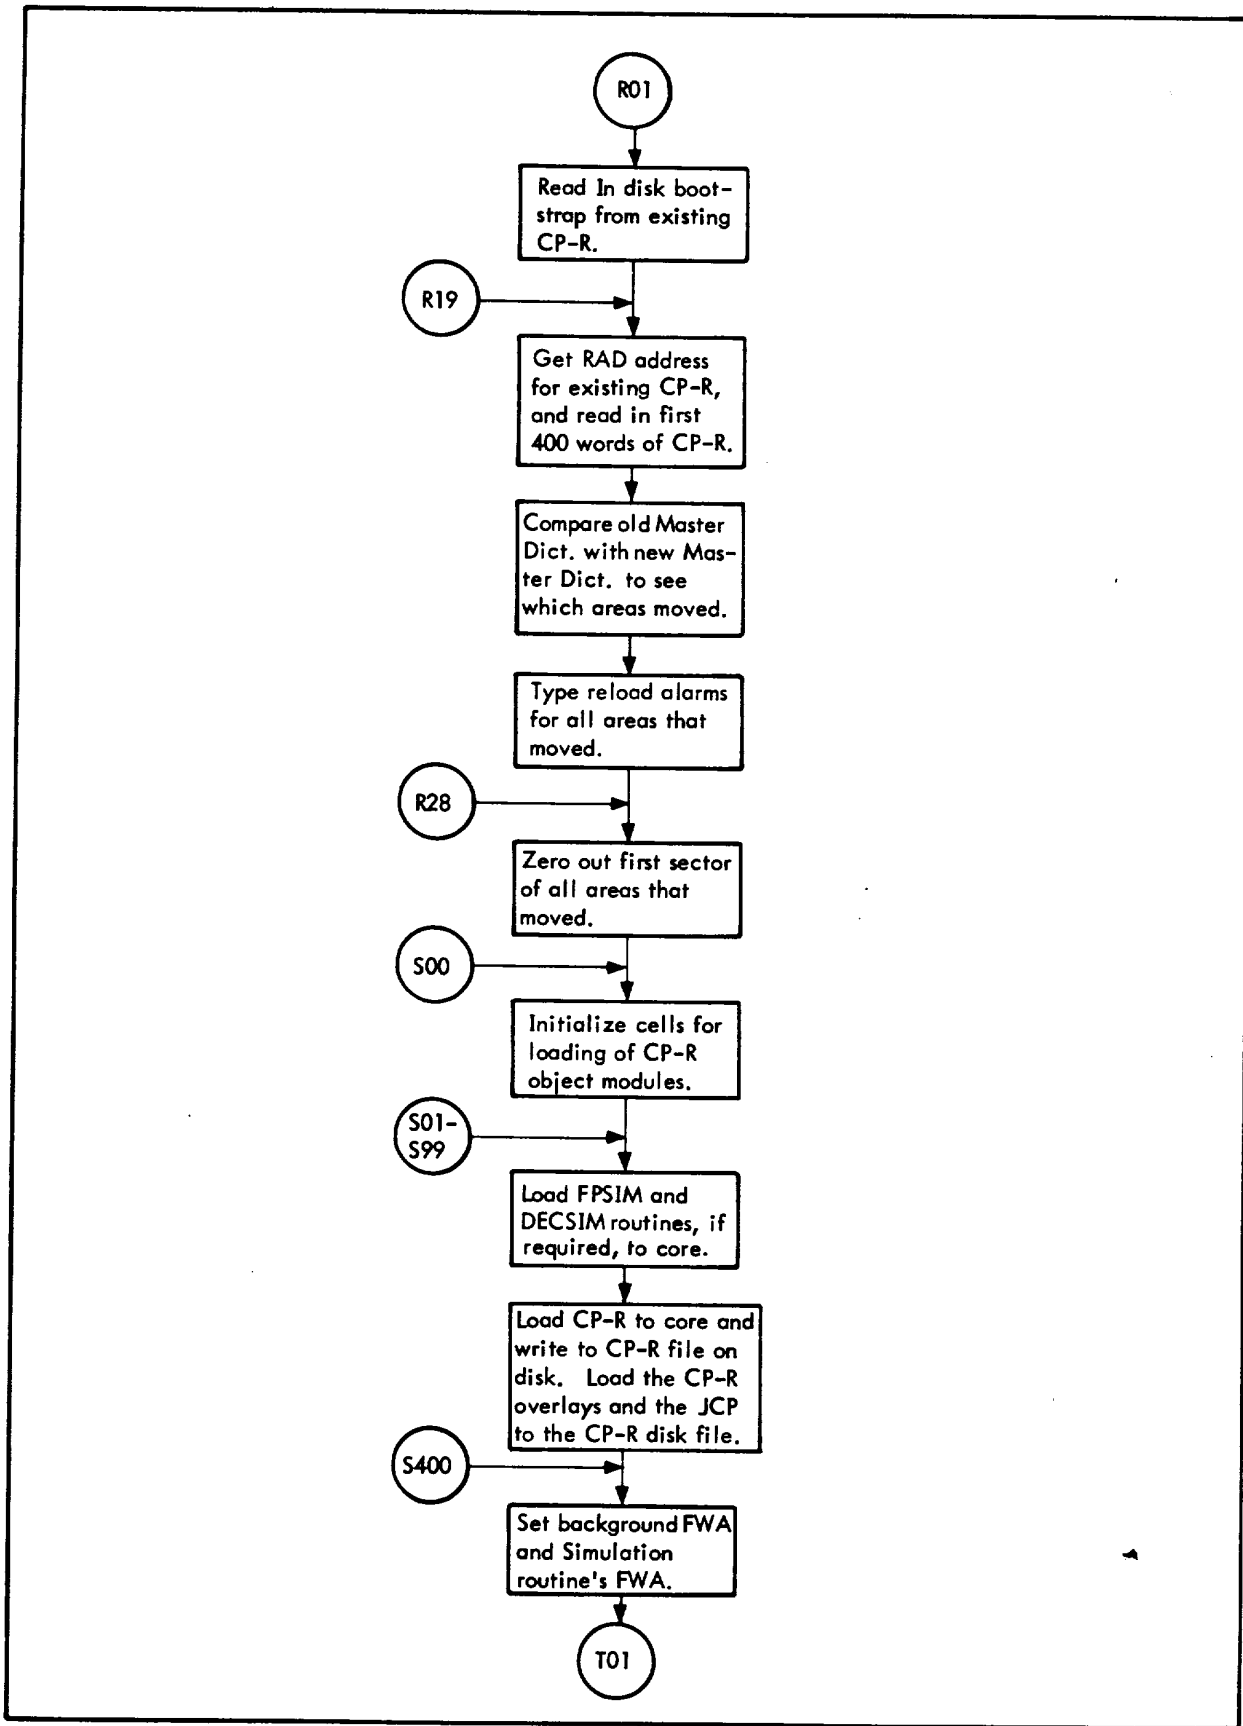 R01
Read In disk boot-
strap from existing
CP-R.
R19
Get RAD address
for existing CP-R,
and read in first
400 words of CP-R.
Compare old Master
Dict. with new Mas-
ter Dict. to see
which areas moved.
Type reload alarms
for all areas that
moved.
R28
Zero out first sector
of all areas that
moved.
S00
Initialize cells for
loading of CP-R
object modules.
S01-
S99
Load FPSIM and
DECSIM routines, if
required, to core.
Load CP-R to core and
write to CP-R file on
disk. Load the CP-R
overlays and the JCP
to the CP-R disk file.
S400
Set background FWA
and Simulation
routine's FWA.
T01